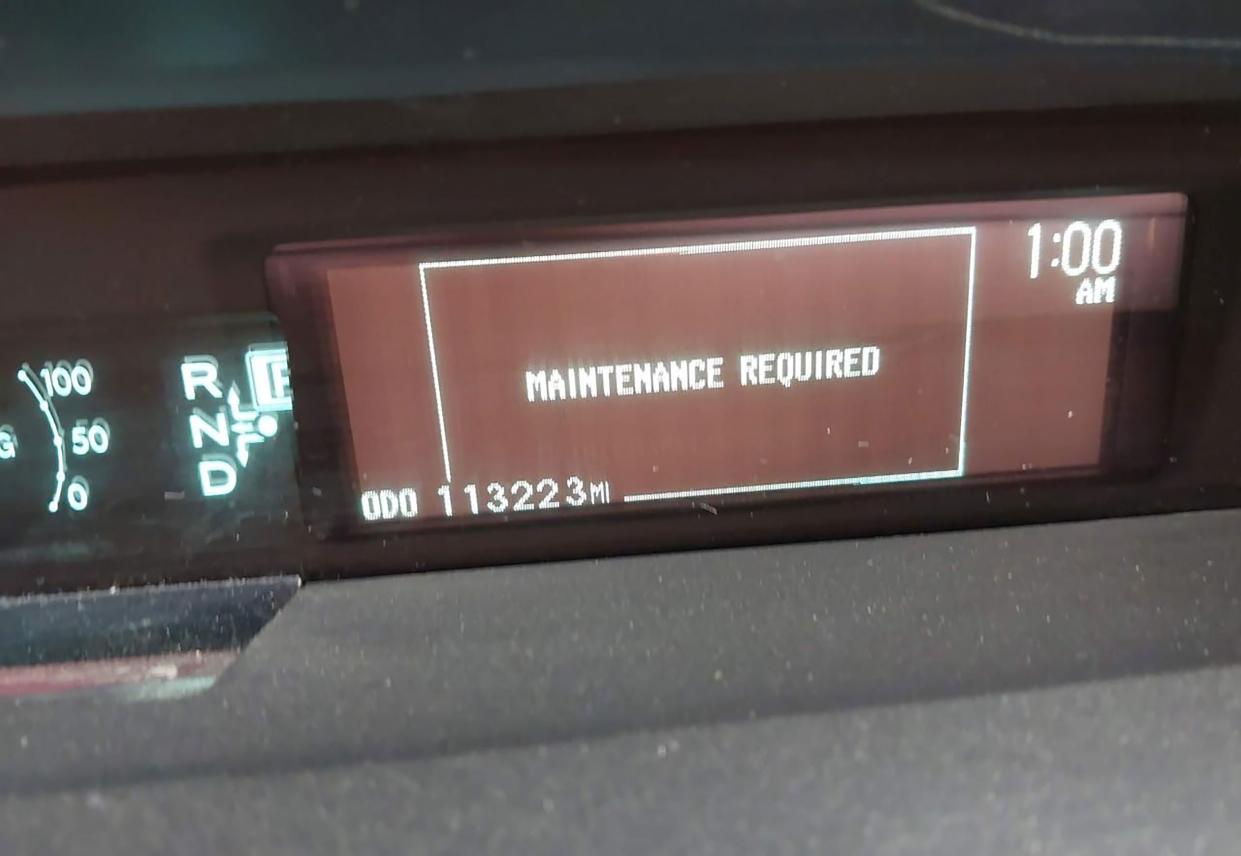 1:00
AM
MAINTENANCE REQUIRED
ODO 113223MI
100
50
0
R
P
N
D